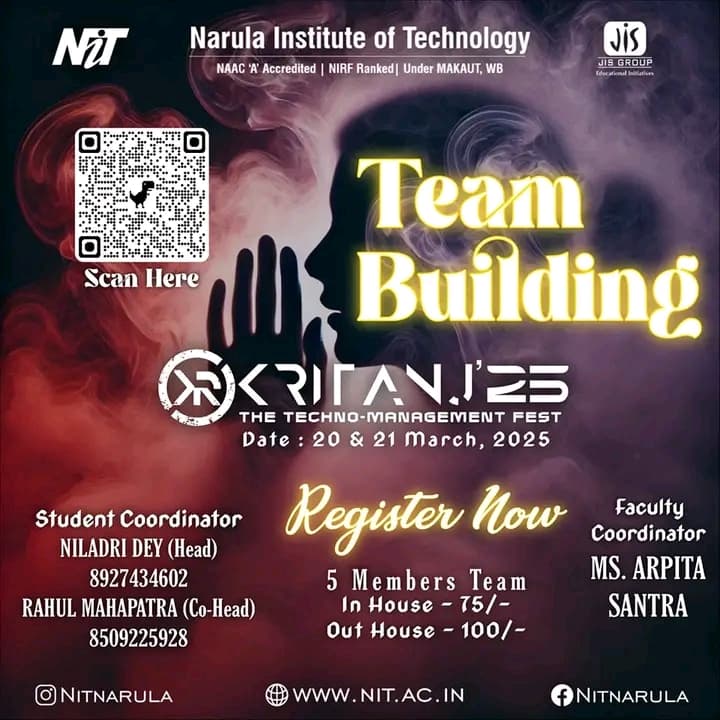 NiT
Narula Institute of Technology
NAAC 'A' Accredited | NIRF Ranked| Under MAKAUT, WB
JIS
JIS GROUP
Educational Initiatives
Scan Here
Team
Building
KR KRITANJ'25
THE TECHNO-MANAGEMENT FEST
Date : 20 & 21 March, 2025
Register Now
5 Members Team
In House - 75/-
Out House - 100/-
Student Coordinator
NILADRI DEY (Head)
8927434602
RAHUL MAHAPATRA (Co-Head)
8509225928
Faculty
Coordinator
MS. ARPITA
SANTRA
NITNARULA
WWW.NIT.AC.IN
NITNARULA